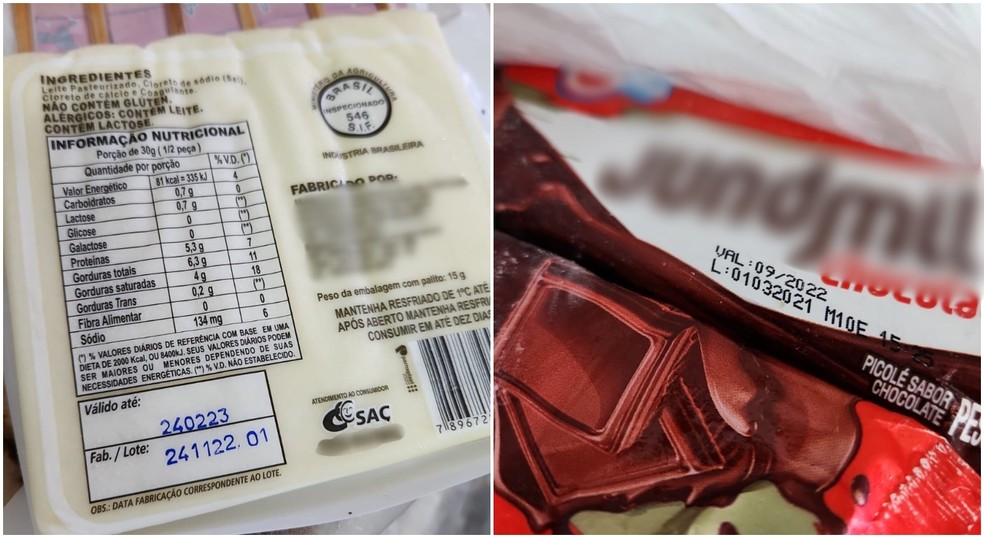 INGREDIENTES
Leite Pasteurizado, Cloreto de sódio (Sal),
Cloreto de cálcio e Coagulante.
NÃO CONTÉM GLUTEN.
ALÉRGICOS: CONTÉM LEITE.
CONTÉM LACTOSE.
INFORMAÇÃO NUTRICIONAL
Porção de 30g ( 1/2 peça )
Quantidade por porção % V.D. (*)
Valor Energético 81 kcal = 335 kJ 4
Carboidratos 0,7 g 0
Lactose 0,7 g (**)
Glicose 0 (**)
Galactose 0 (**)
Proteínas 5,3 g 7
Gorduras totais 6,3 g 11
Gorduras saturadas 4 g 18
Gorduras Trans 0,2 g (**)
Fibra Alimentar 0 0
Sódio 134 mg 6
(*) % VALORES DIÁRIOS DE REFERÊNCIA COM BASE EM UMA
DIETA DE 2000 Kcal, OU 8400kJ. SEUS VALORES DIÁRIOS PODEM
SER MAIORES OU MENORES DEPENDENDO DE SUAS
NECESSIDADES ENERGÉTICAS. (**) % V.D. NÃO ESTABELECIDO.
Válido até: 240223
Fab. / Lote: 241122. 01
OBS.: DATA FABRICAÇÃO CORRESPONDENTE AO LOTE.
MINISTÉRIO DA AGRICULTURA
BRASIL
INSPECIONADO
546
S.I.F.
INDÚSTRIA BRASILEIRA
FABRICADO POR:
Peso da embalagem com palito: 15 g
MANTENHA RESFRIADO DE 1ºC ATÉ
APÓS ABERTO MANTENHA RESFRI
CONSUMIR EM ATÉ DEZ DIAS
ATENDIMENTO AO CONSUMIDOR
SAC
7 89672
VAL:09/2022
L:01032021 M10E 15:
chocola
PICOLÉ SABOR
CHOCOLATE
PES